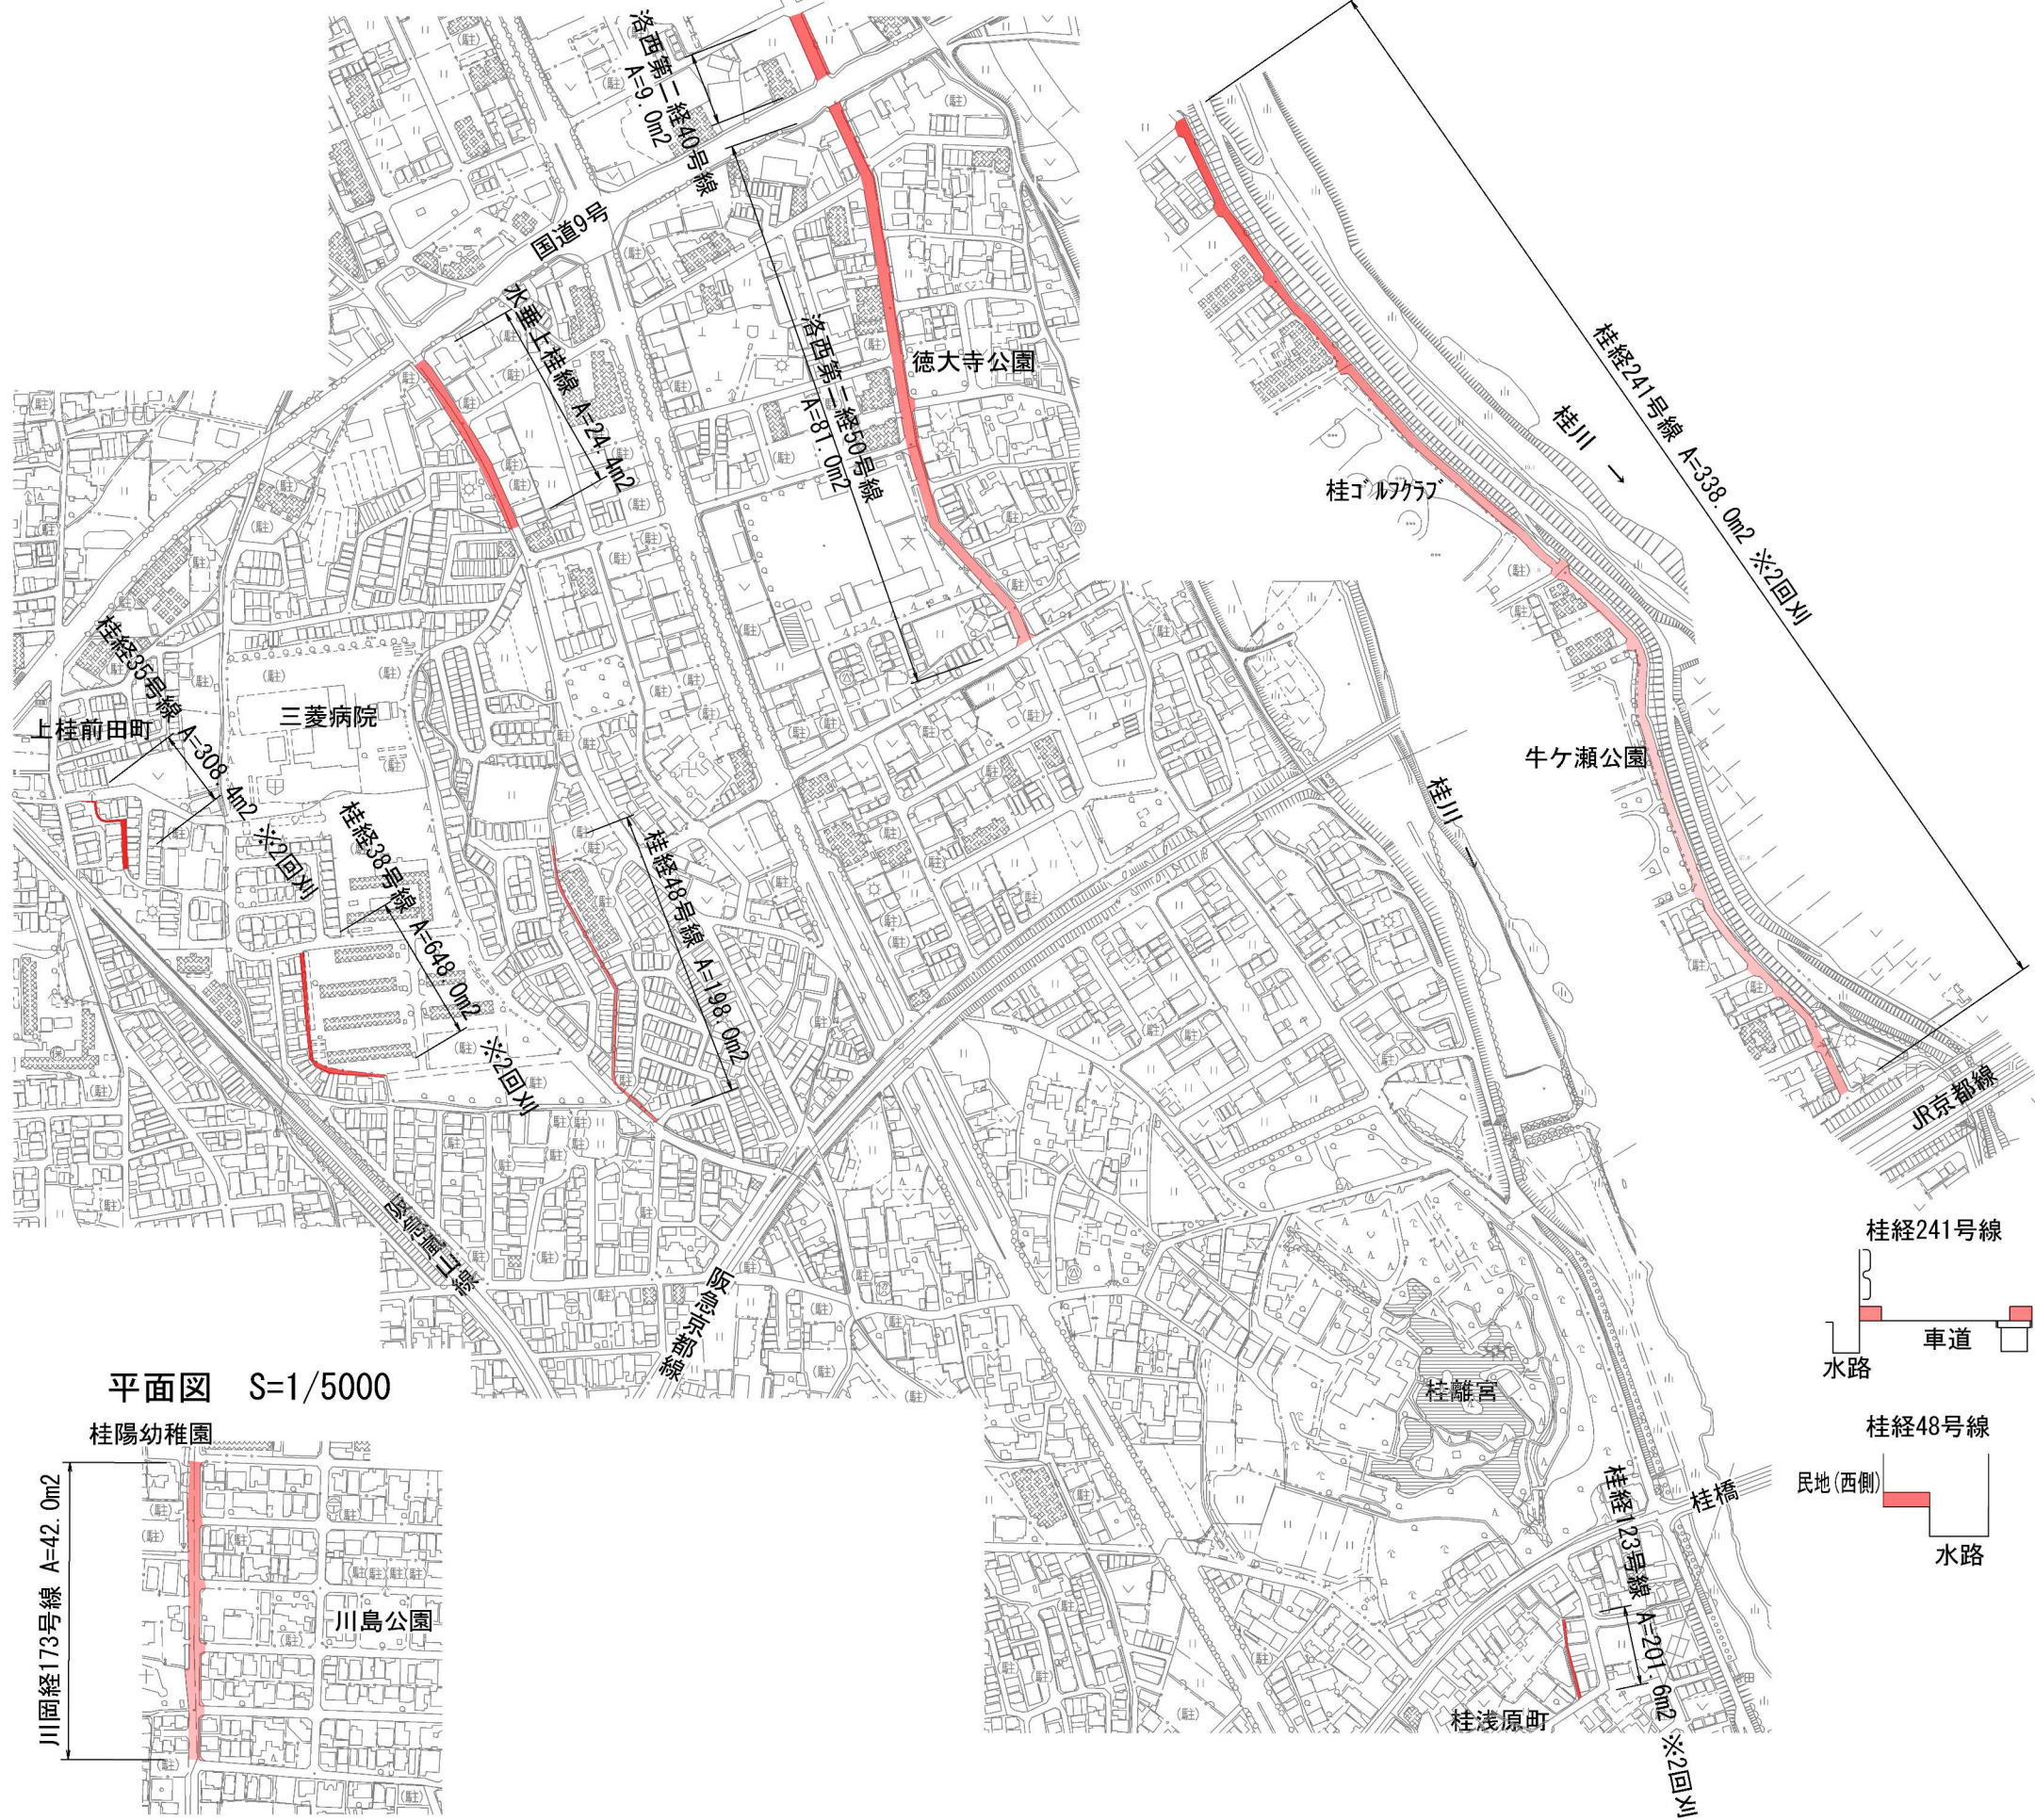 洛西第二経40号線
A=9.0m2
国道9号
水垂上桂線 A=24.4m2
洛西第二経50号線
A=81.0m2
徳大寺公園
桂経241号線 A=338.0m2 ※2回刈
桂川 →
桂ｺﾞﾙﾌｸﾗﾌﾞ
牛ケ瀬公園
JR京都線
桂経35号線 A=308.4m2 ※2回刈
上桂前田町
三菱病院
桂経38号線 A=648.0m2 ※2回刈
桂経48号線 A=198.0m2
桂川 →
阪急嵐山線
阪急京都線
桂離宮
桂橋
桂経123号線 A=201.6m2 ※2回刈
桂浅原町
平面図 S=1/5000
桂陽幼稚園
川岡経173号線 A=42.0m2
川島公園
桂経241号線
車道
水路
桂経48号線
民地(西側)
水路